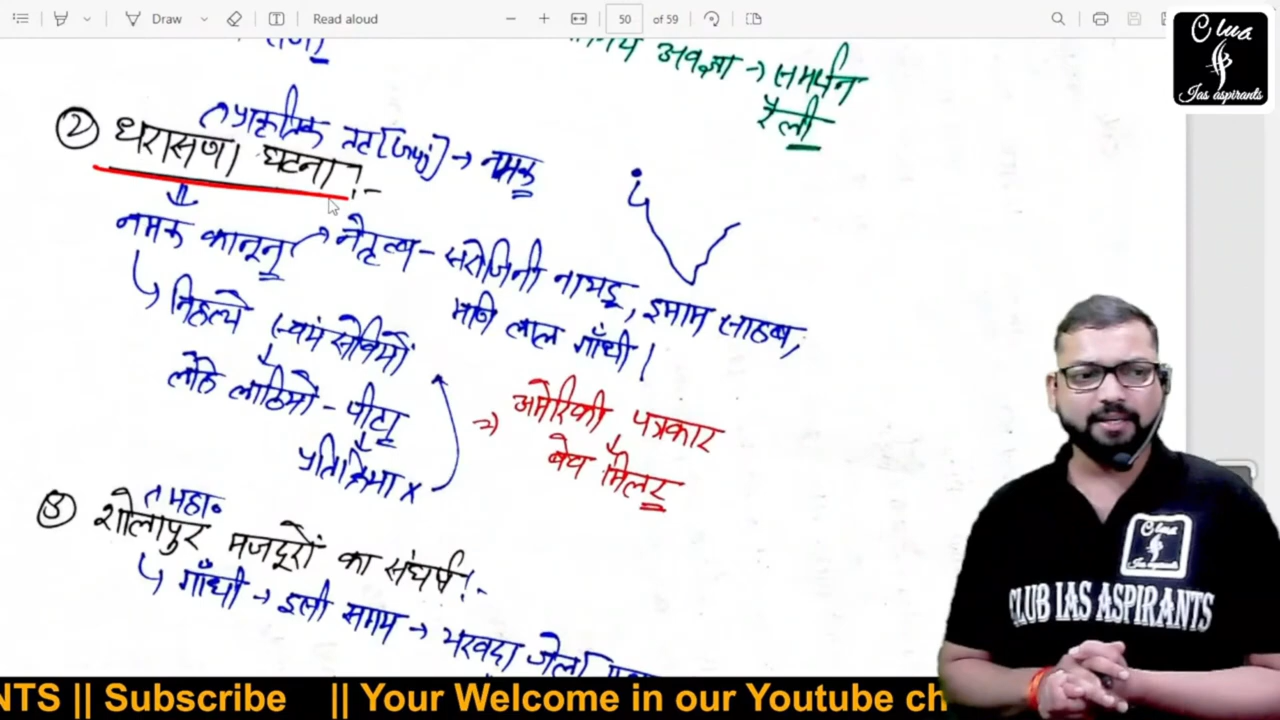 Draw
Read aloud
50 of 59
Club
Ias aspirants
अवज्ञा → समर्थन
रैली
प्राकृतिक तट [Guj] → नमक
② धरासणा घटना !-
नमक कानून → नेतृत्व - सरोजिनी नायडू, इमाम साहब,
मणि लाल गाँधी।
निहत्थे स्वयं सेवियों
लोहे लाठियों - पीटा
प्रतिक्रिया x
⇒ अमेरिकी पत्रकार
वेब मिलर
महा०
③ शोलापुर मजदूरों का संघर्ष !-
गाँधी → इसी समय → यरवदा जेल
CLUB IAS ASPIRANTS
NTS || Subscribe || Your Welcome in our Youtube ch